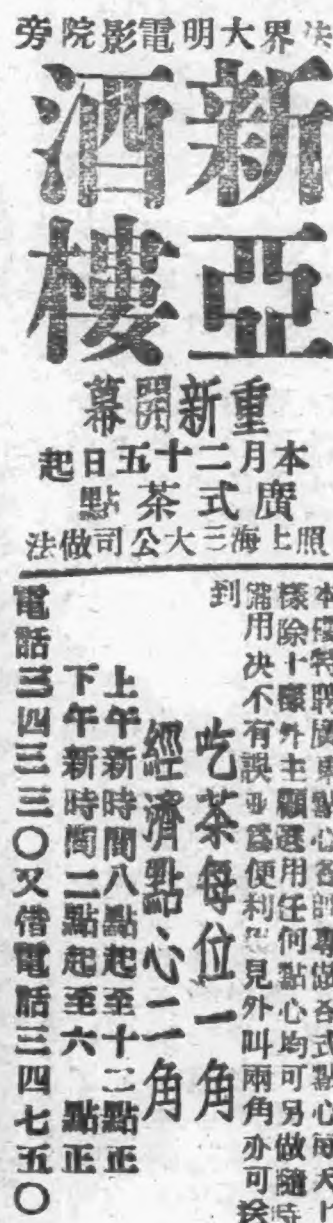 法界大明電影院旁
新亞
酒樓
重新開幕
本月二十五日起
廣式茶點
照上海三大公司做法
本樓特聘廣東點心名師專做各式點心每天十
樣除十樣外主顧選用任何點心均可另做隨時
需用決不有誤並為便利起見外叫兩角亦可送
到
吃茶每位一角
經濟點心二角
上午新時間八點起至十二點正
下午新時間二點起至六點正
電話三四三三〇又借電話三四七五〇